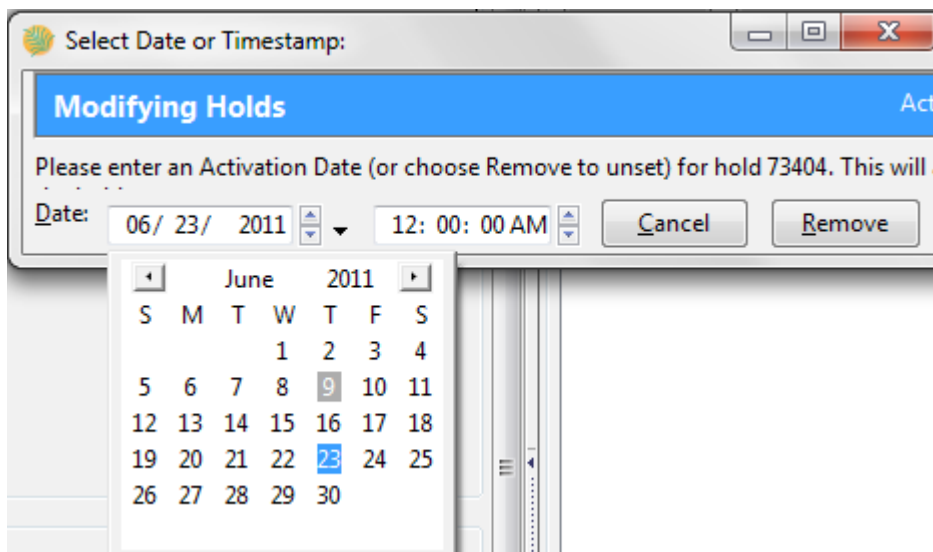 Select Date or Timestamp:
Modifying Holds Act
Please enter an Activation Date (or choose Remove to unset) for hold 73404. This will
Date: 06/ 23/ 2011 12: 00: 00 AM Cancel Remove
June 2011
S M T W T F S
1 2 3 4
5 6 7 8 9 10 11
12 13 14 15 16 17 18
19 20 21 22 23 24 25
26 27 28 29 30